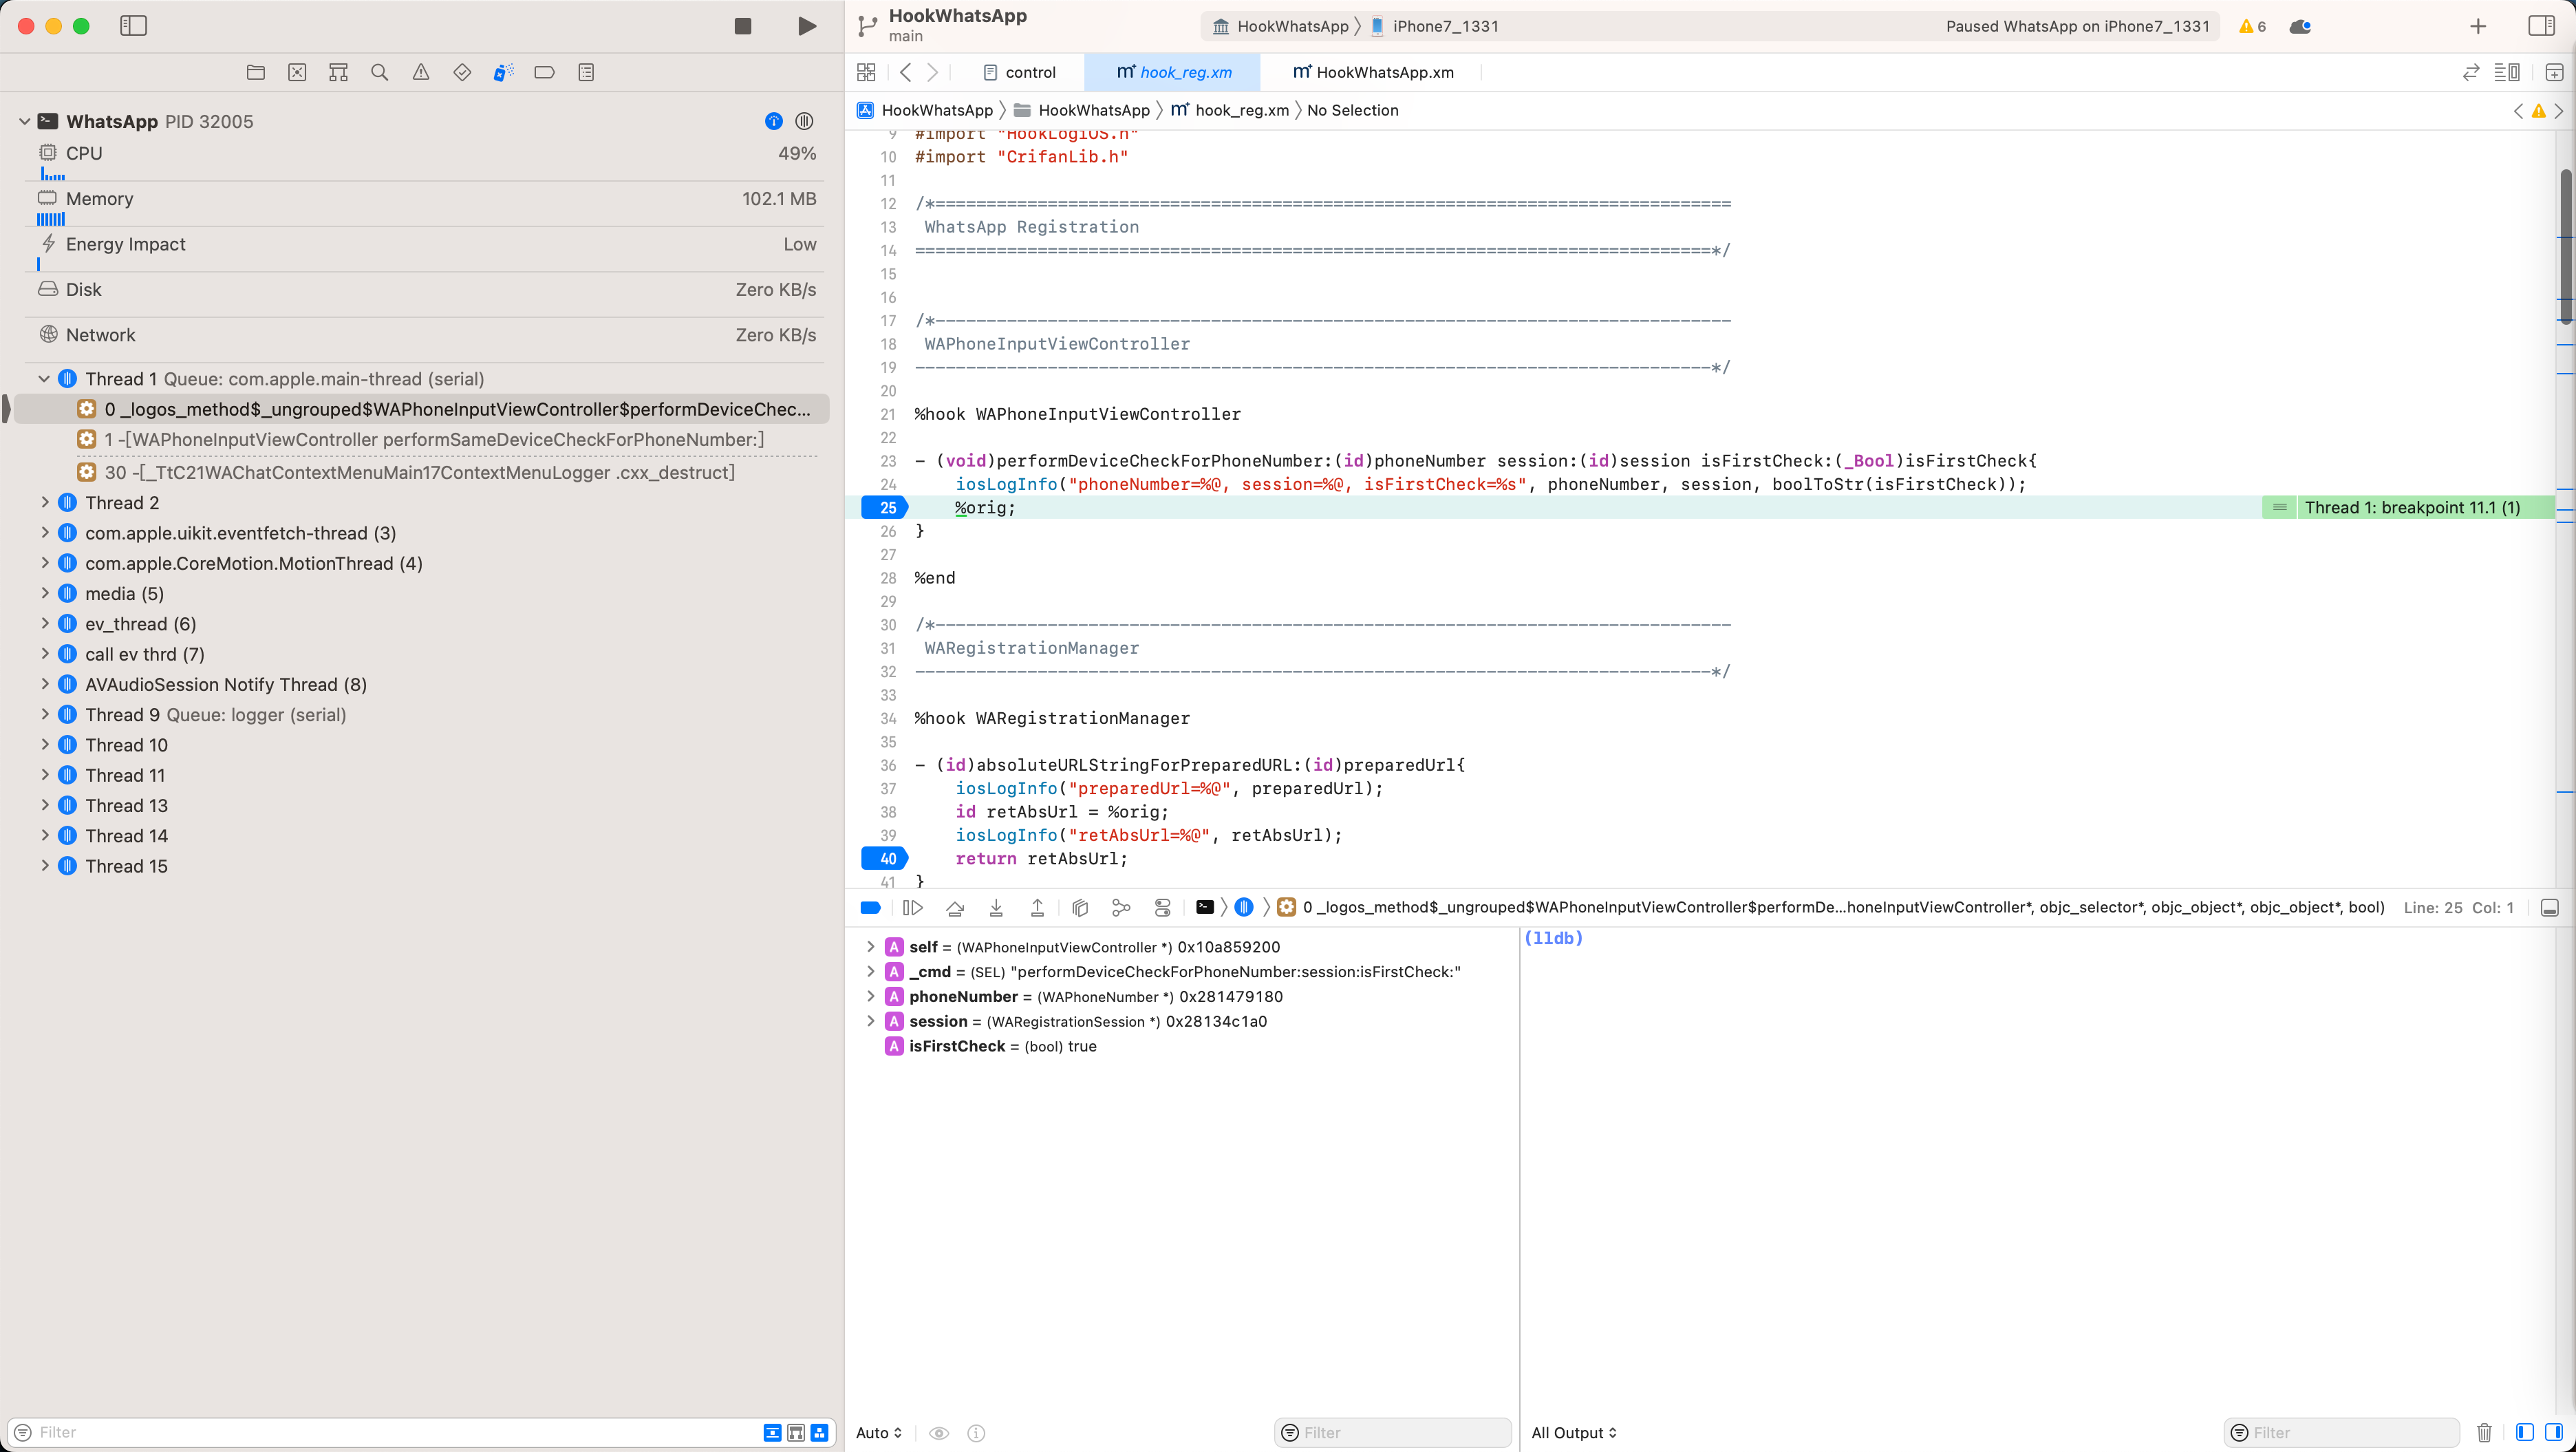 HookWhatsApp
main
HookWhatsApp
iPhone7_1331
Paused WhatsApp on iPhone7_1331
6
control
hook_reg.xm
HookWhatsApp.xm
HookWhatsApp
HookWhatsApp
hook_reg.xm
No Selection
WhatsApp PID 32005
CPU 49%
Memory 102.1 MB
Energy Impact Low
Disk Zero KB/s
Network Zero KB/s
Thread 1 Queue: com.apple.main-thread (serial)
0 _logos_method$_ungrouped$WAPhoneInputViewController$performDeviceChec...
1 -[WAPhoneInputViewController performSameDeviceCheckForPhoneNumber:]
30 -[_TtC21WAChatContextMenuMain17ContextMenuLogger .cxx_destruct]
Thread 2
com.apple.uikit.eventfetch-thread (3)
com.apple.CoreMotion.MotionThread (4)
media (5)
ev_thread (6)
call ev thrd (7)
AVAudioSession Notify Thread (8)
Thread 9 Queue: logger (serial)
Thread 10
Thread 11
Thread 13
Thread 14
Thread 15
Filter
9 #import "HookLogiOS.h"
10 #import "CrifanLib.h"
11
12 /*==============================================================================
13 WhatsApp Registration
14 ==============================================================================*/
15
16
17 /*------------------------------------------------------------------------------
18 WAPhoneInputViewController
19 ------------------------------------------------------------------------------*/
20
21 %hook WAPhoneInputViewController
22
23 - (void)performDeviceCheckForPhoneNumber:(id)phoneNumber session:(id)session isFirstCheck:(_Bool)isFirstCheck{
24 iosLogInfo("phoneNumber=%@, session=%@, isFirstCheck=%s", phoneNumber, session, boolToStr(isFirstCheck));
25 %orig; Thread 1: breakpoint 11.1 (1)
26 }
27
28 %end
29
30 /*------------------------------------------------------------------------------
31 WARegistrationManager
32 ------------------------------------------------------------------------------*/
33
34 %hook WARegistrationManager
35
36 - (id)absoluteURLStringForPreparedURL:(id)preparedUrl{
37 iosLogInfo("preparedUrl=%@", preparedUrl);
38 id retAbsUrl = %orig;
39 iosLogInfo("retAbsUrl=%@", retAbsUrl);
40 return retAbsUrl;
41 }
0 _logos_method$_ungrouped$WAPhoneInputViewController$performDe...honeInputViewController*, objc_selector*, objc_object*, objc_object*, bool) Line: 25 Col: 1
A self = (WAPhoneInputViewController *) 0x10a859200
A _cmd = (SEL) "performDeviceCheckForPhoneNumber:session:isFirstCheck:"
A phoneNumber = (WAPhoneNumber *) 0x281479180
A session = (WARegistrationSession *) 0x28134c1a0
A isFirstCheck = (bool) true
(lldb)
Auto
Filter
All Output
Filter